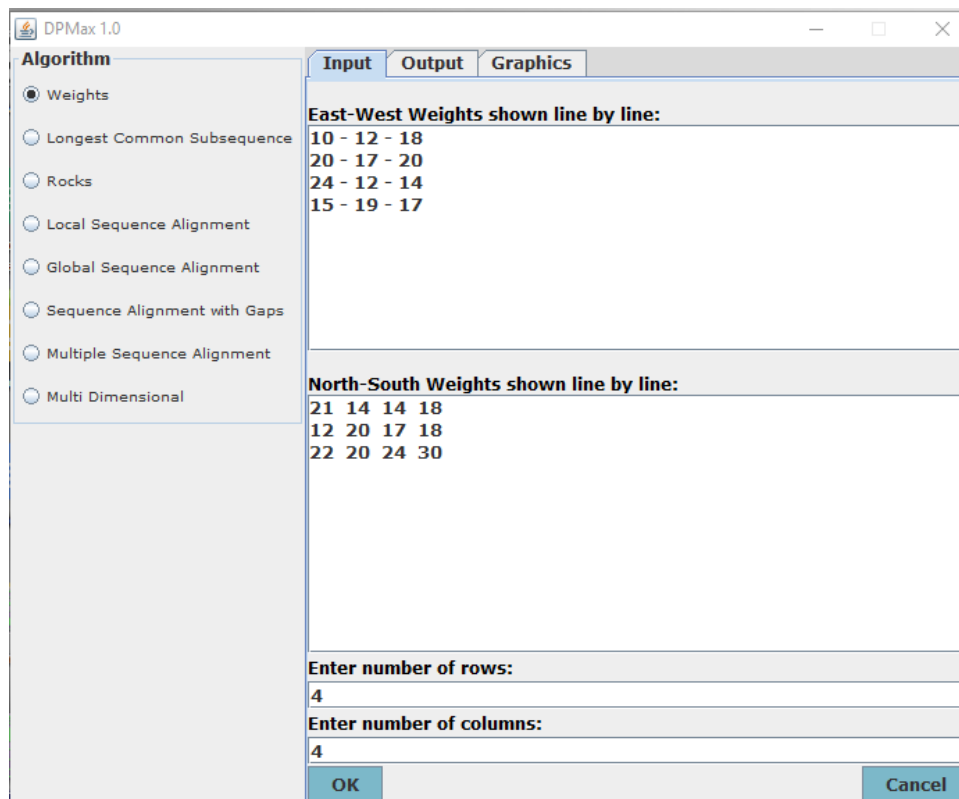 DPMax 1.0
Algorithm
Weights
Longest Common Subsequence
Rocks
Local Sequence Alignment
Global Sequence Alignment
Sequence Alignment with Gaps
Multiple Sequence Alignment
Multi Dimensional
Input Output Graphics
East-West Weights shown line by line:
10 - 12 - 18
20 - 17 - 20
24 - 12 - 14
15 - 19 - 17
North-South Weights shown line by line:
21 14 14 18
12 20 17 18
22 20 24 30
Enter number of rows:
4
Enter number of columns:
4
OK Cancel